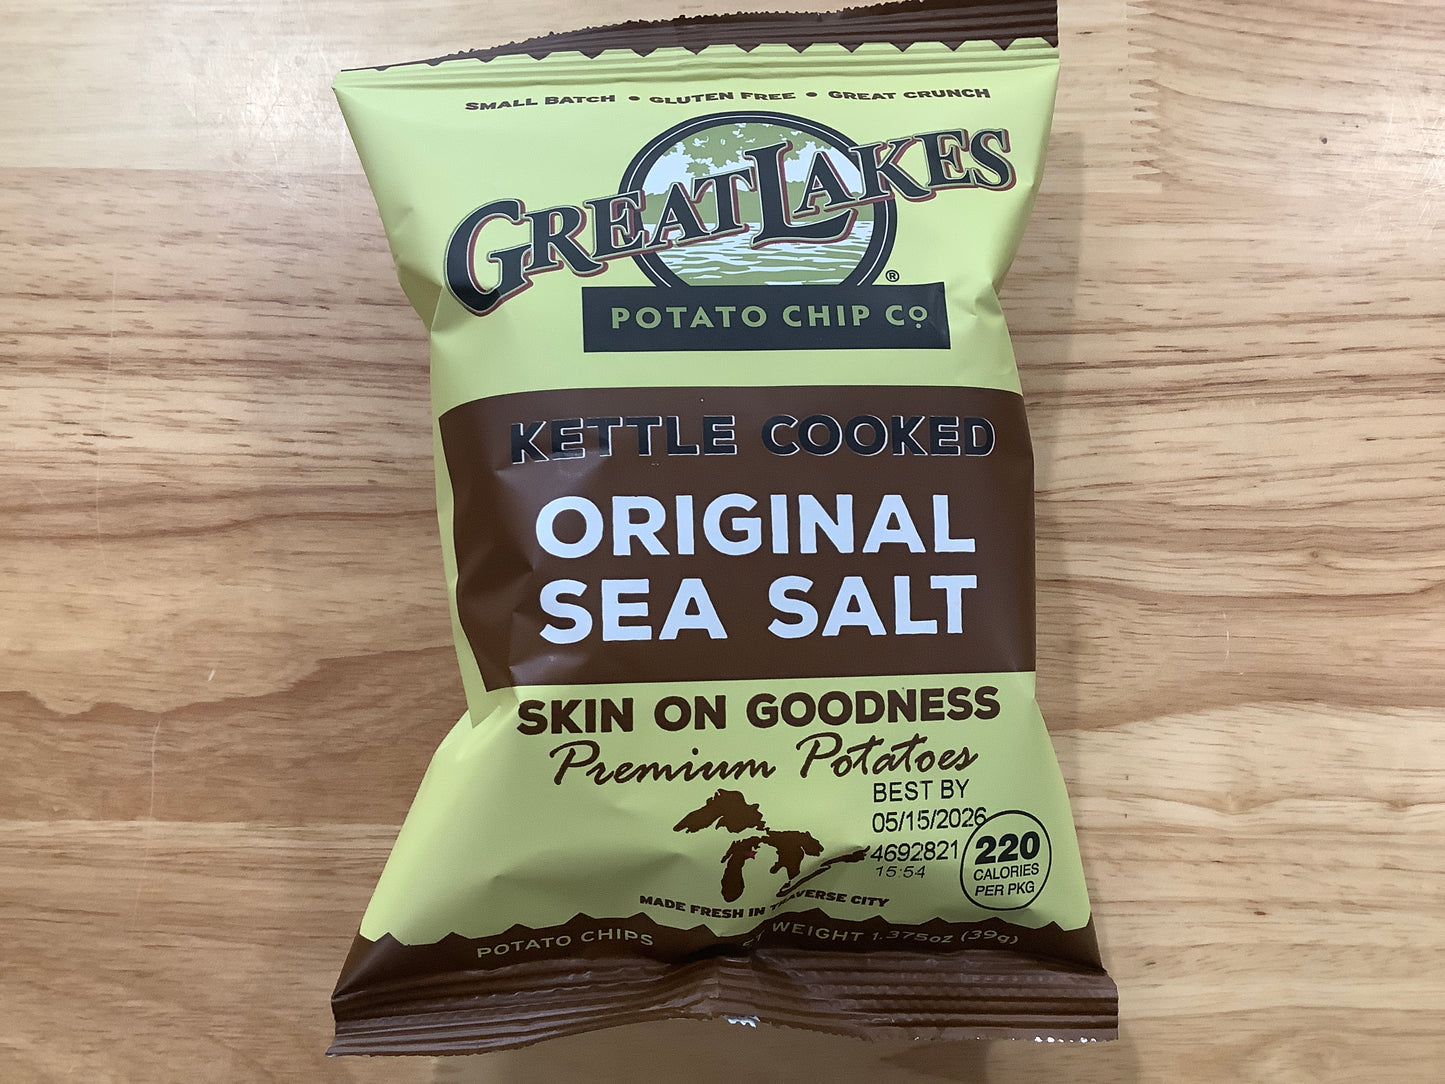 SMALL BATCH • GLUTEN FREE • GREAT CRUNCH
GREAT LAKES
®
POTATO CHIP CO
KETTLE COOKED
ORIGINAL
SEA SALT
SKIN ON GOODNESS
Premium Potatoes
BEST BY
05/15/2026
4692821
15:54
220
CALORIES
PER PKG
MADE FRESH IN TRAVERSE CITY
POTATO CHIPS
WEIGHT 1.375oz (39g)